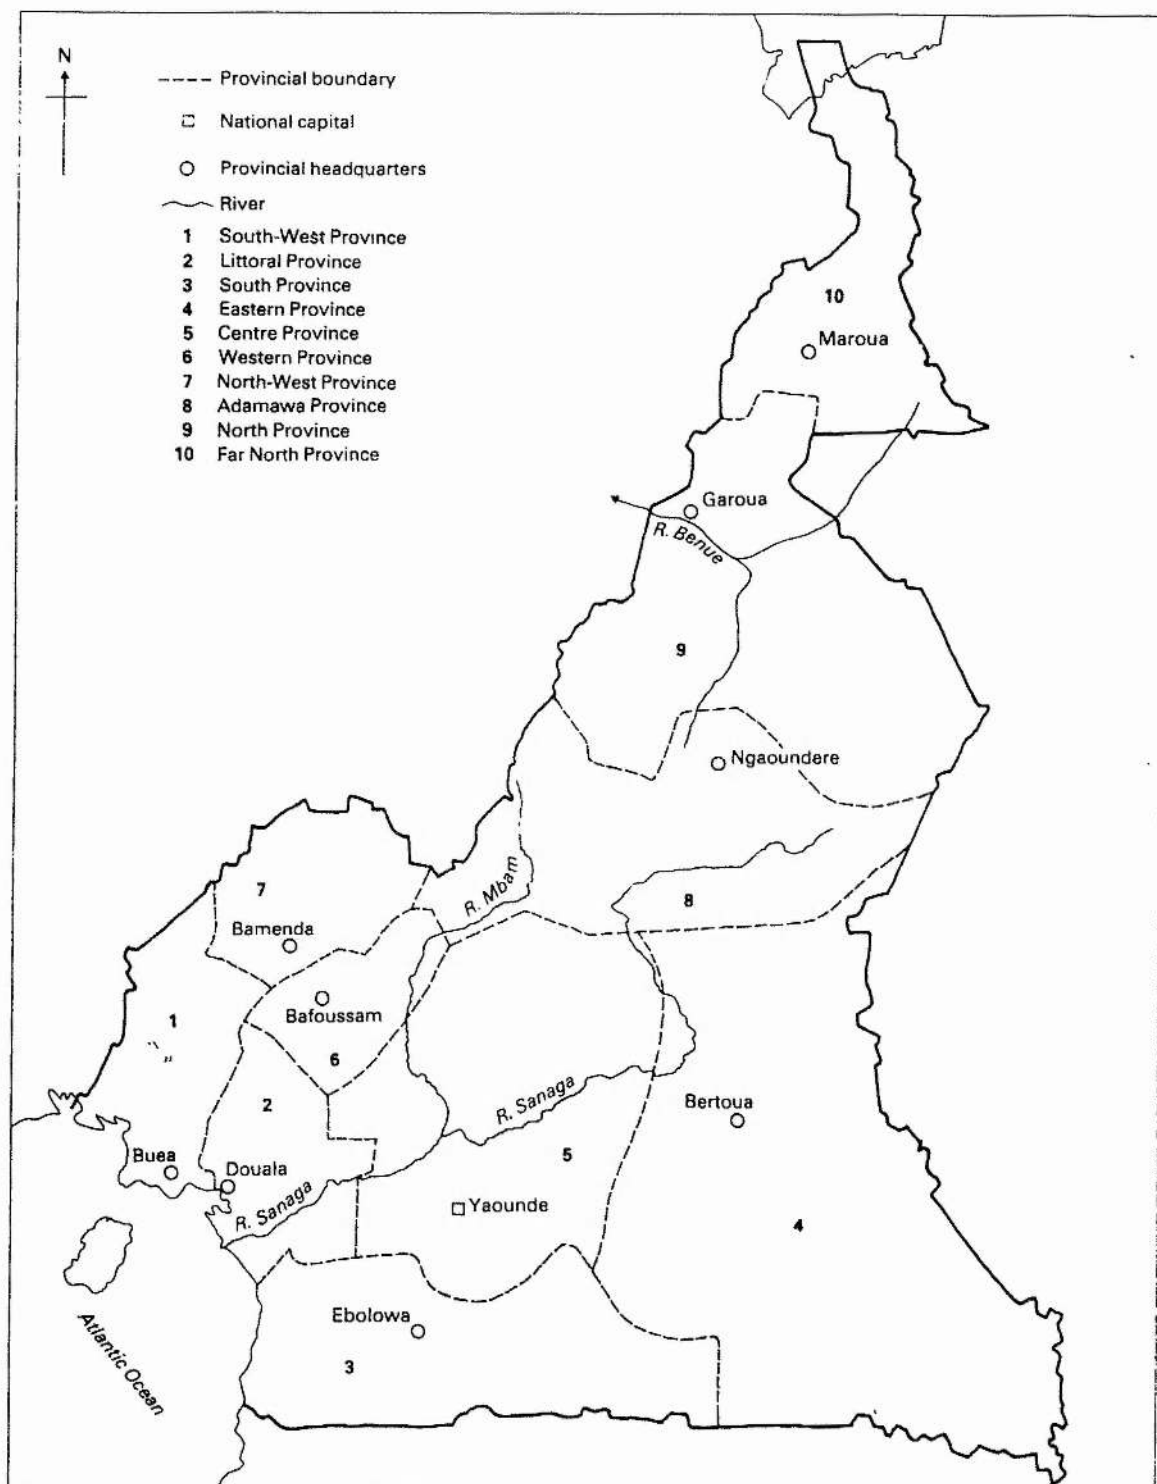 N
Provincial boundary
National capital
Provincial headquarters
River
1 South-West Province
2 Littoral Province
3 South Province
4 Eastern Province
5 Centre Province
6 Western Province
7 North-West Province
8 Adamawa Province
9 North Province
10 Far North Province
10
Maroua
Garoua
R. Benue
9
Ngaoundere
7
R. Mbam
8
Bamenda
Bafoussam
1
6
2
R. Sanaga
Bertoua
Buea
Douala
5
R. Sanaga
Yaounde
4
Ebolowa
Atlantic Ocean
3